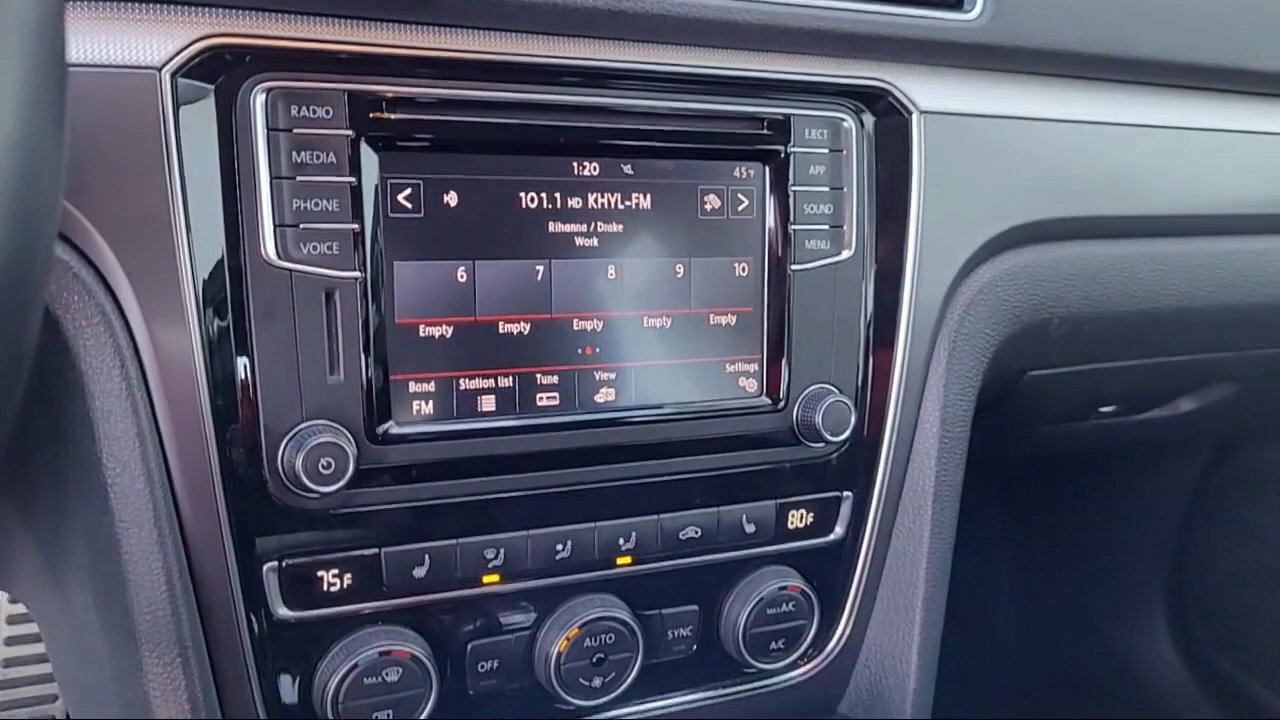 RADIO
MEDIA
PHONE
VOICE
EJECT
APP
SOUND
MENU
1:20
45°F
101.1 HD KHYL-FM
Rihanna / Drake
Work
6 7 8 9 10
Empty Empty Empty Empty Empty
Band Station list Tune View Settings
FM
75F
80F
MAX
OFF
AUTO
SYNC
MAX A/C
A/C